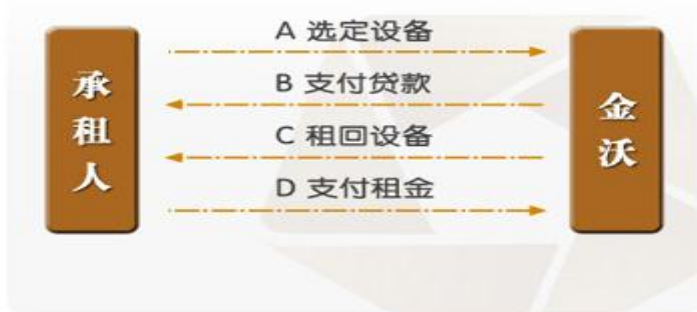 承租人
A 选定设备
B 支付贷款
C 租回设备
D 支付租金
金沃